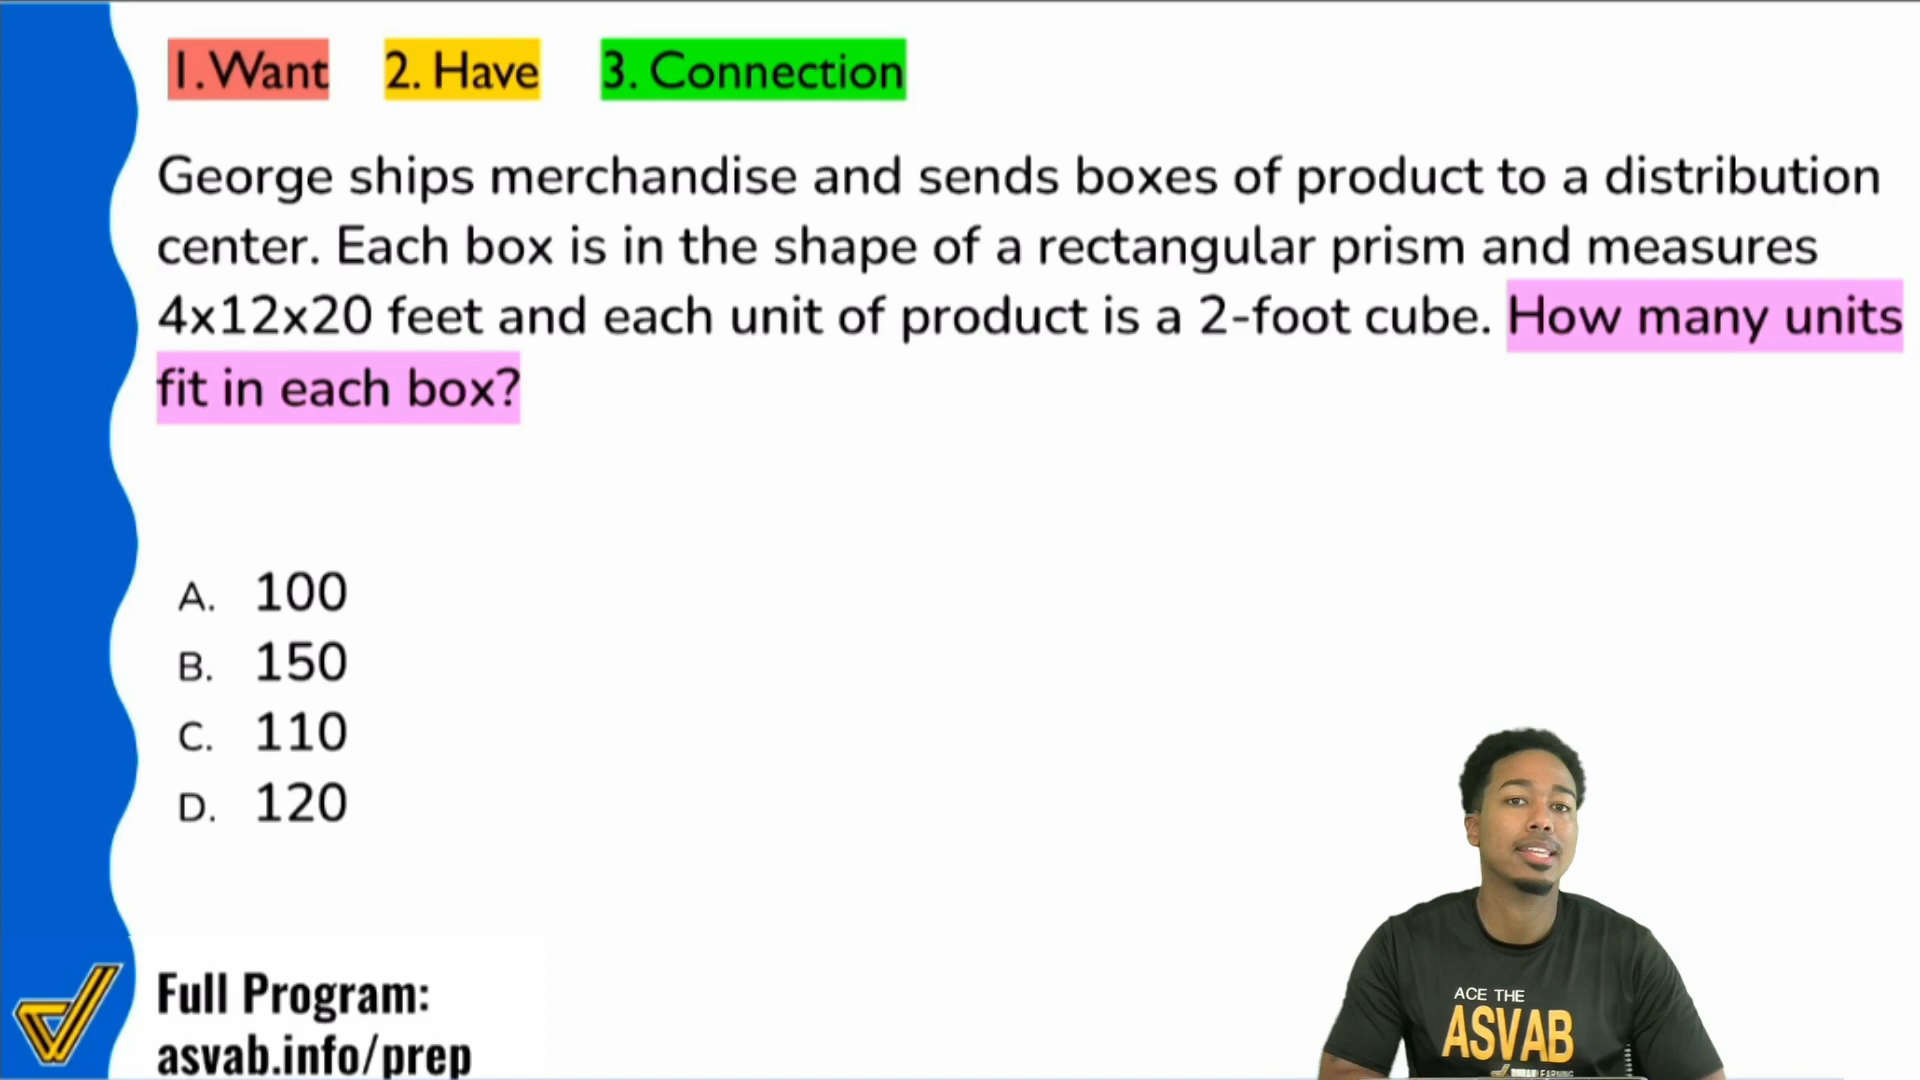 1. Want 2. Have 3. Connection
George ships merchandise and sends boxes of product to a distribution
center. Each box is in the shape of a rectangular prism and measures
4x12x20 feet and each unit of product is a 2-foot cube. How many units
fit in each box?
A. 100
B. 150
C. 110
D. 120
Full Program:
asvab.info/prep
ACE THE
ASVAB